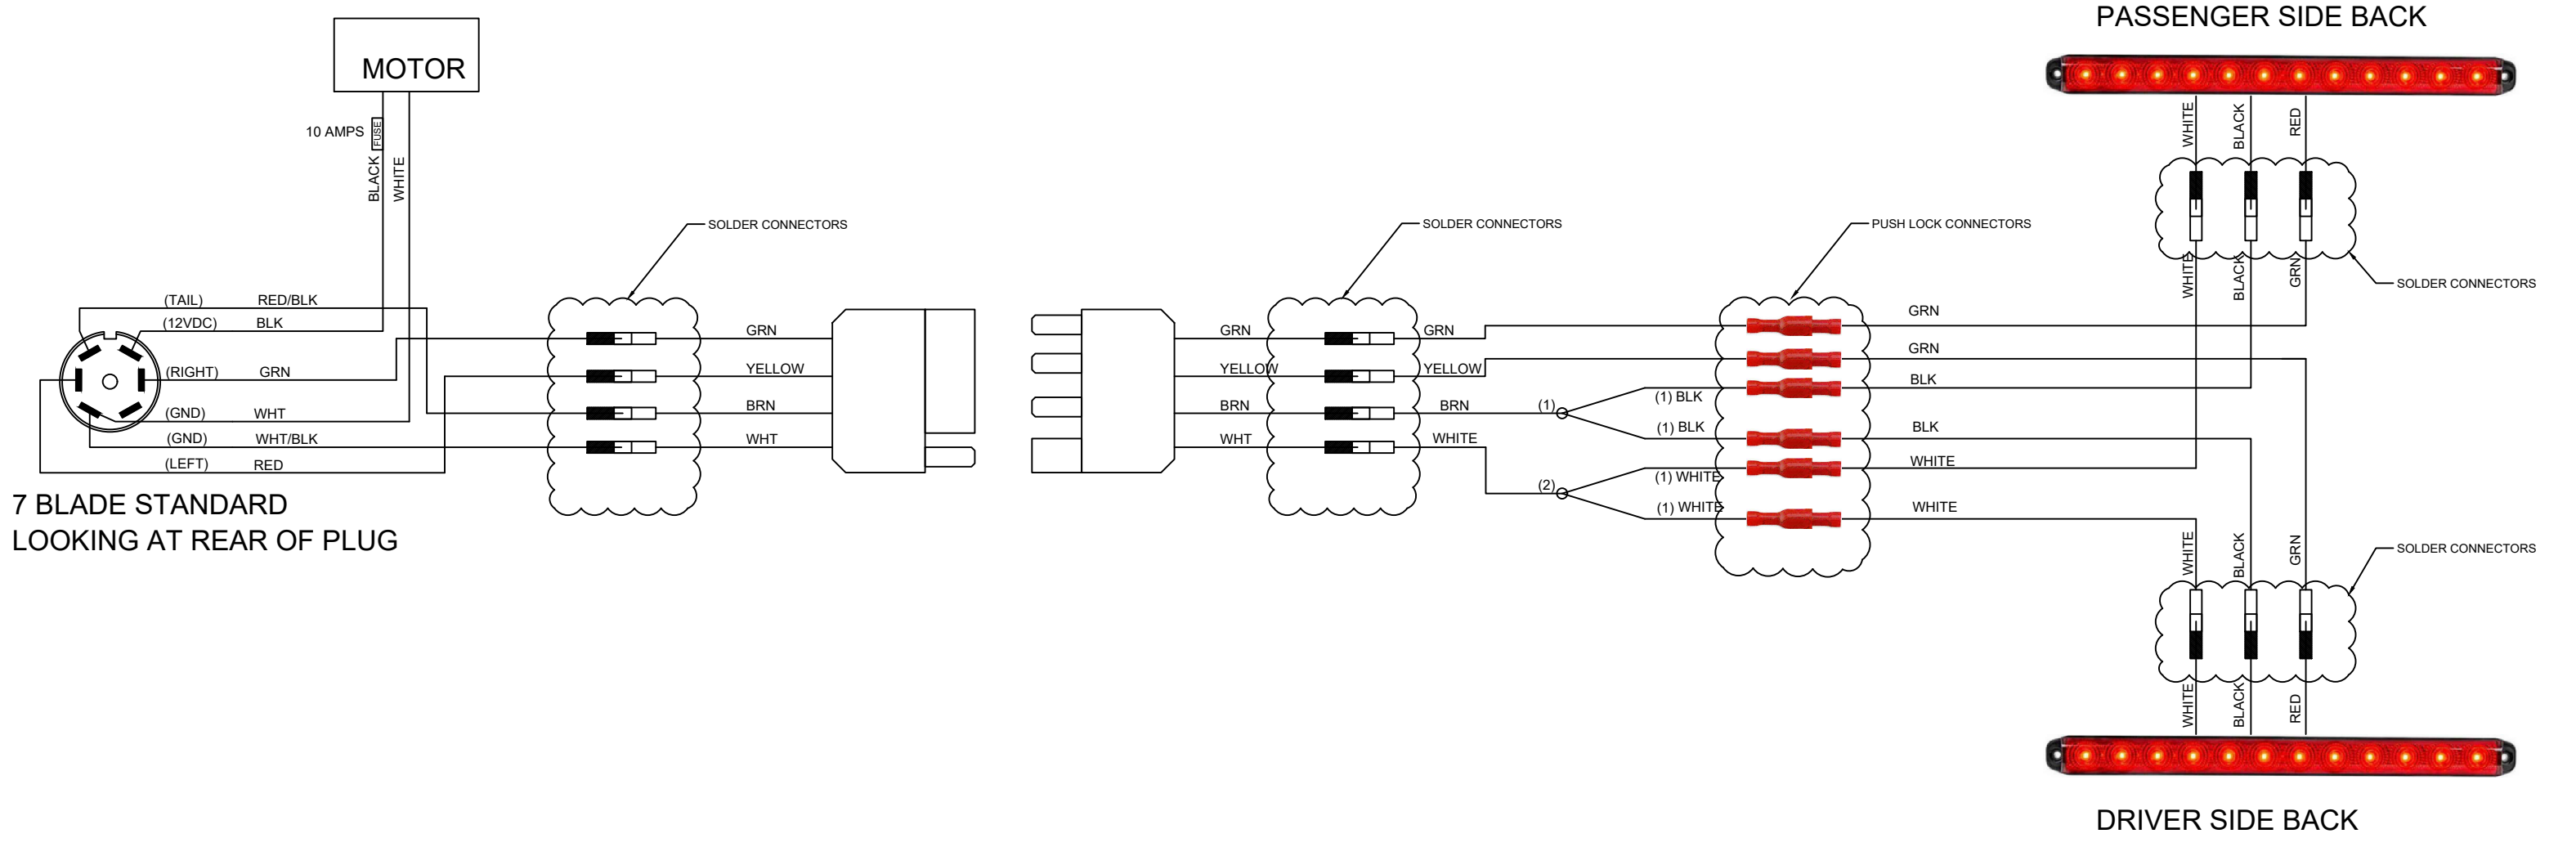 PASSENGER SIDE BACK
MOTOR
10 AMPS
FUSE
BLACK
WHITE
WHITE
BLACK
RED
SOLDER CONNECTORS
SOLDER CONNECTORS
PUSH LOCK CONNECTORS
WHITE
BLACK
GRN
SOLDER CONNECTORS
(TAIL) RED/BLK
(12VDC) BLK
(RIGHT) GRN
(GND) WHT
(GND) WHT/BLK
(LEFT) RED
GRN
YELLOW
BRN
WHT
GRN
YELLOW
BRN
WHT
GRN
YELLOW
BRN
WHITE
(1)
(2)
(1) BLK
(1) BLK
(1) WHITE
(1) WHITE
GRN
GRN
BLK
BLK
WHITE
WHITE
7 BLADE STANDARD
LOOKING AT REAR OF PLUG
WHITE
BLACK
GRN
SOLDER CONNECTORS
WHITE
BLACK
RED
DRIVER SIDE BACK